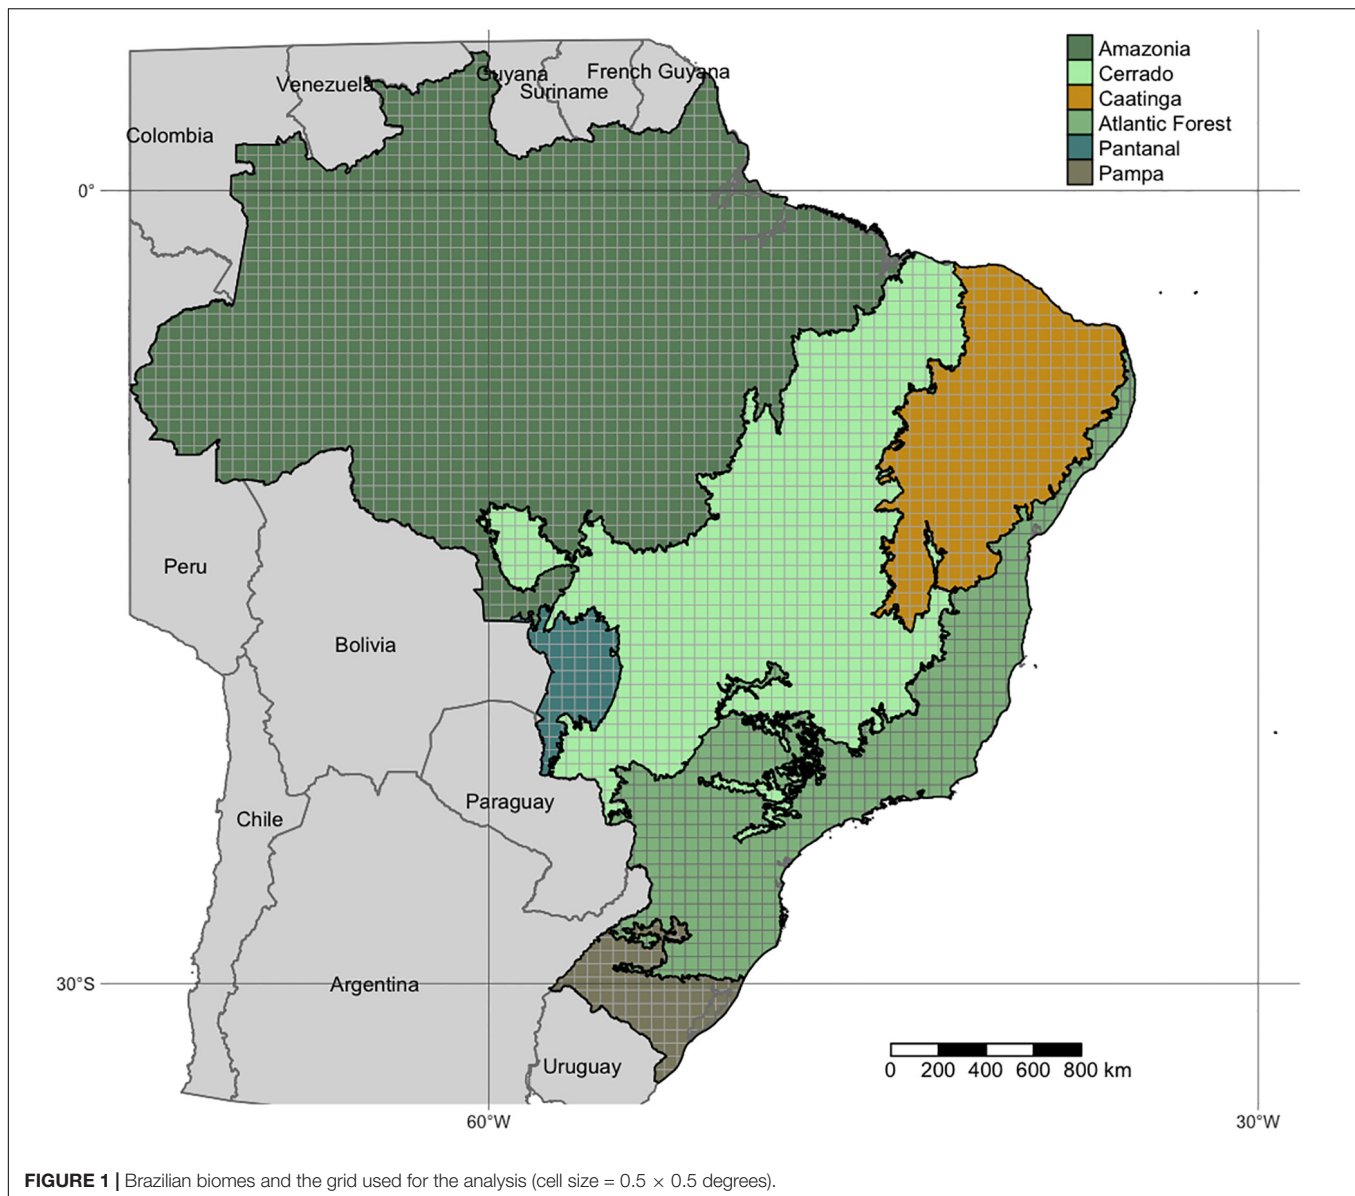 Amazonia
Cerrado
Caatinga
Atlantic Forest
Pantanal
Pampa
Venezuela
Guyana
French Guyana
Suriname
Colombia
0°
Peru
Bolivia
Paraguay
Chile
30°S
Argentina
Uruguay
0 200 400 600 800 km
60°W
30°W
FIGURE 1 | Brazilian biomes and the grid used for the analysis (cell size = 0.5 × 0.5 degrees).